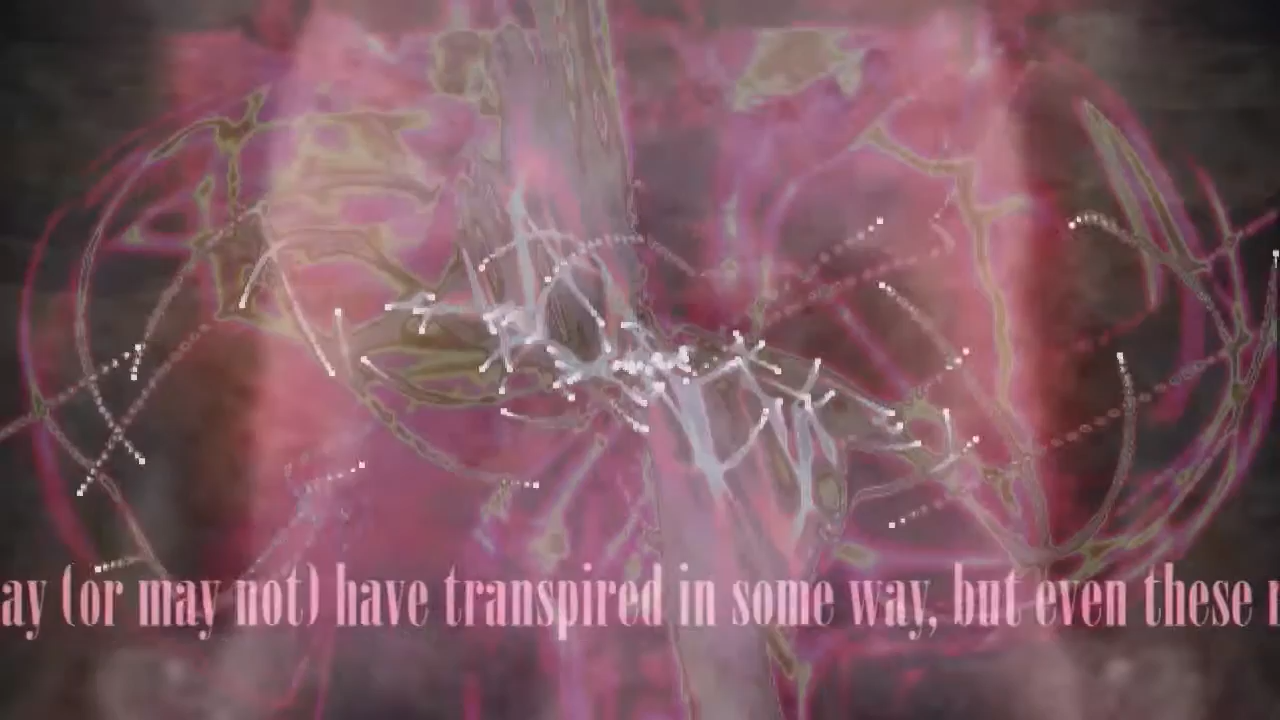 ay (or may not) have transpired in some way, but even these